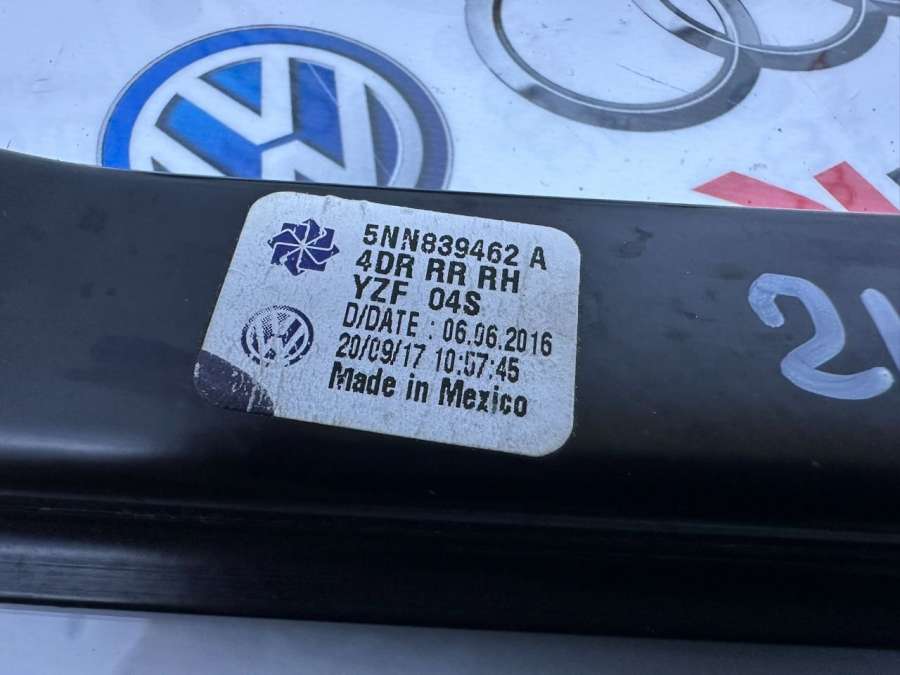 5NN839462 A
4DR RR RH
YZF 04S
D/DATE : 06.06.2016
20/09/17 10:57:45
Made in Mexico